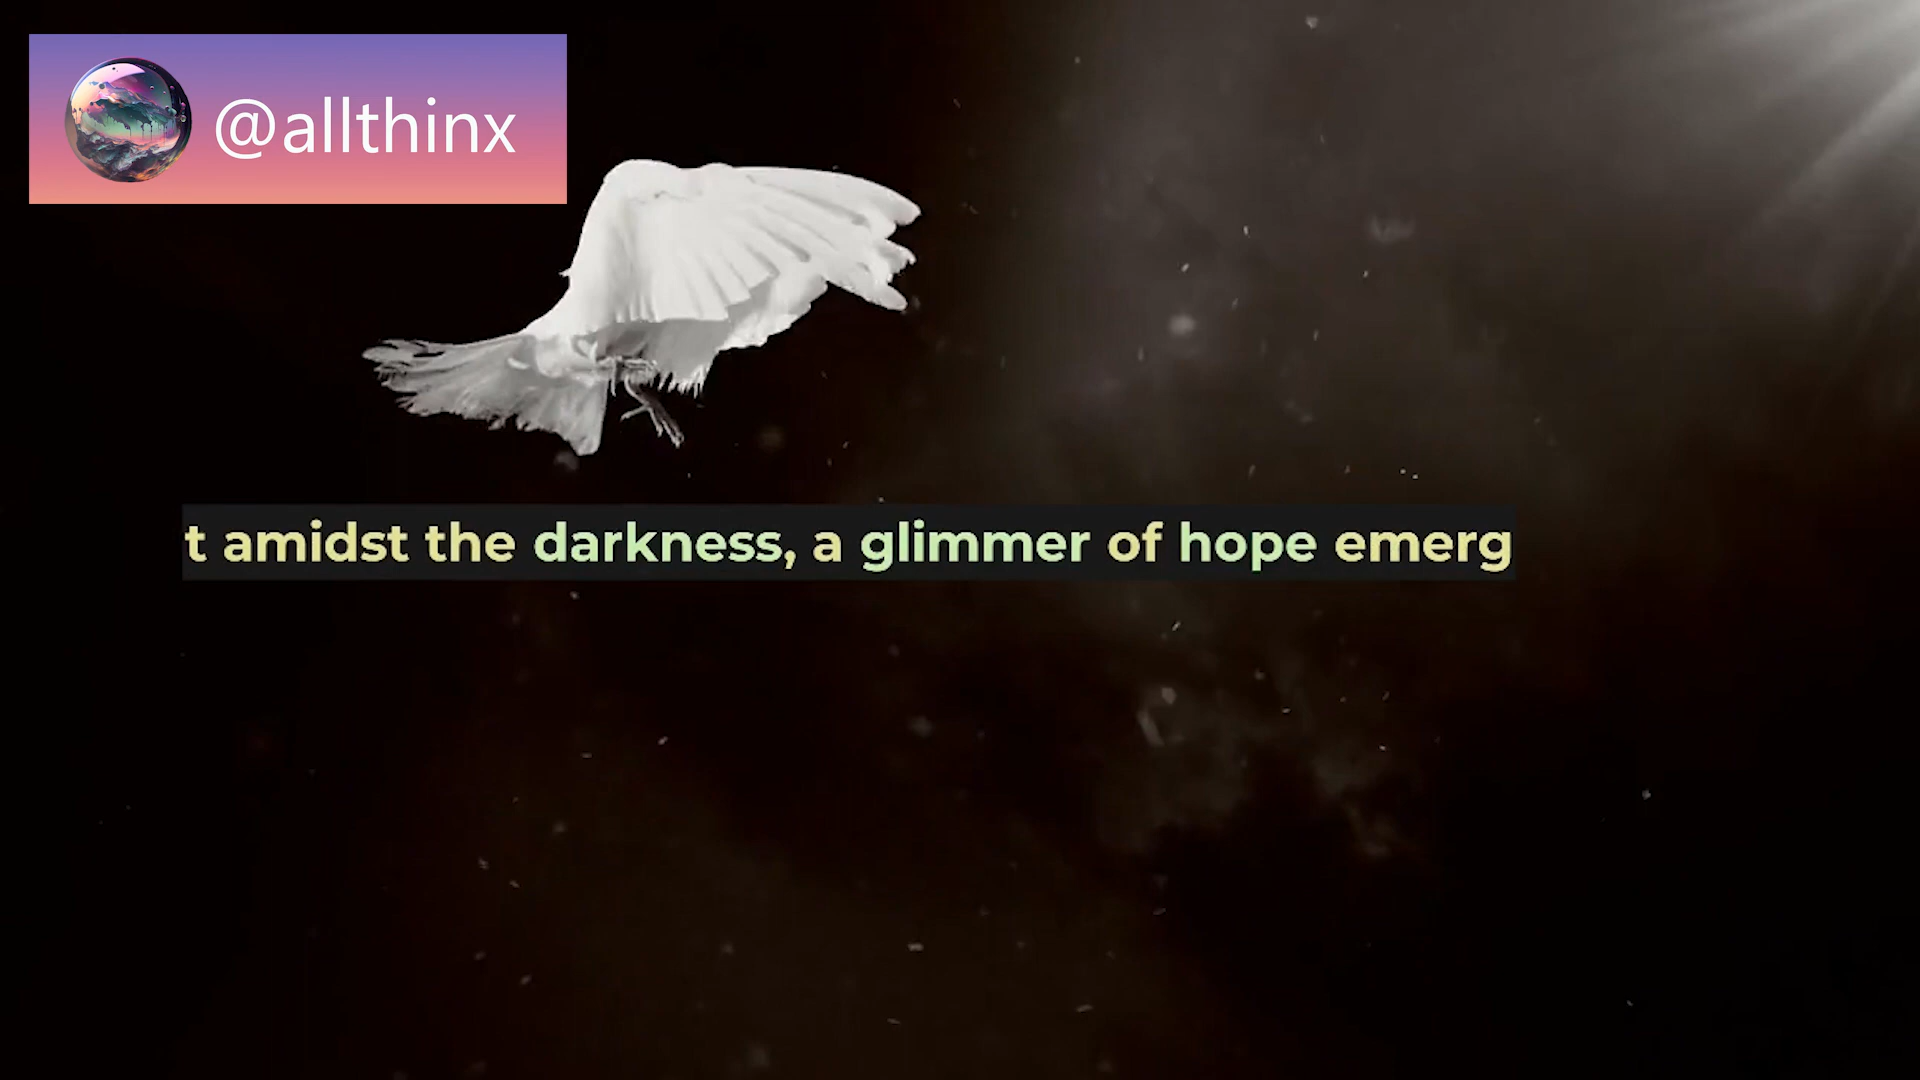 @allthinx
t amidst the darkness, a glimmer of hope emerg